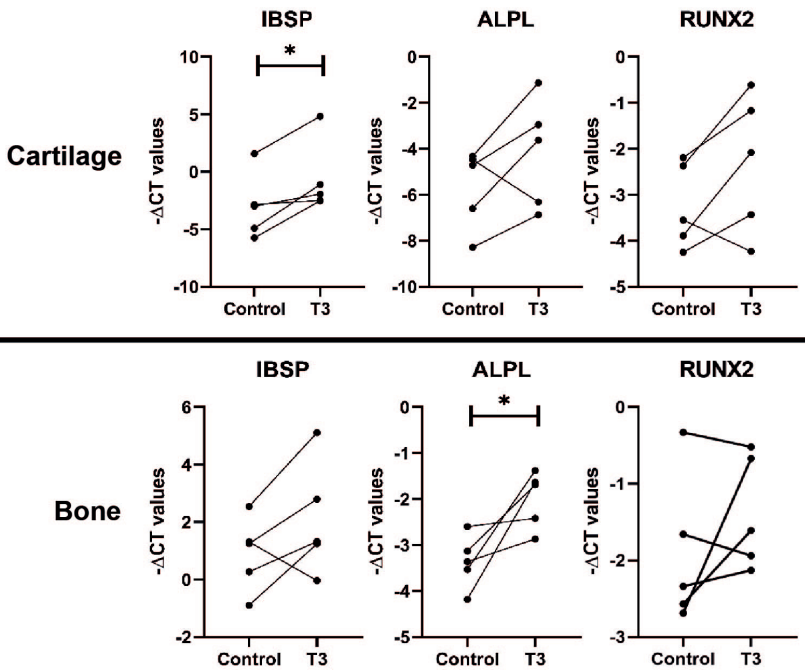 IBSP ALPL RUNX2
*
10 0 0
5 -2 -1
0 -4 -2
-5 -6 -3
-10 -8 -4
-10 -5
Cartilage
-ΔCT values -ΔCT values -ΔCT values
Control T3 Control T3 Control T3
IBSP ALPL RUNX2
*
6 0 0
4 -1 -1
2 -2 -2
0 -3 -3
-2 -4
-5
Bone
-ΔCT values -ΔCT values -ΔCT values
Control T3 Control T3 Control T3